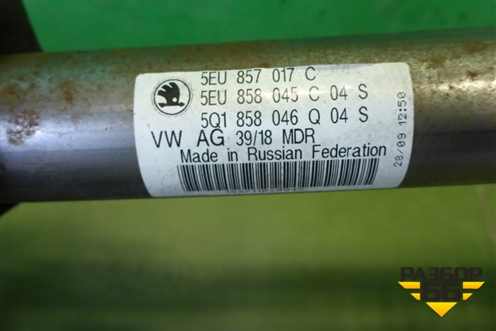 5EU 857 017 C
5EU 858 045 C 04 S
5Q1 858 046 Q 04 S
VW AG 39/18 MDR
Made in Russian Federation
28/09 12:50
РАЗБОР
66